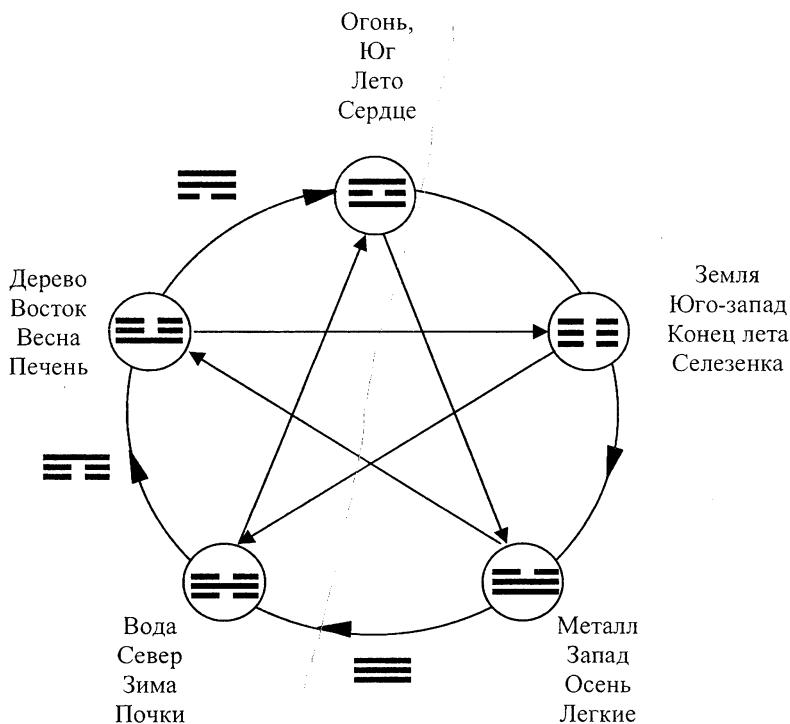 Огонь,
Юг
Лето
Сердце
Дерево
Восток
Весна
Печень
Земля
Юго-запад
Конец лета
Селезенка
Вода
Север
Зима
Почки
Металл
Запад
Осень
Легкие